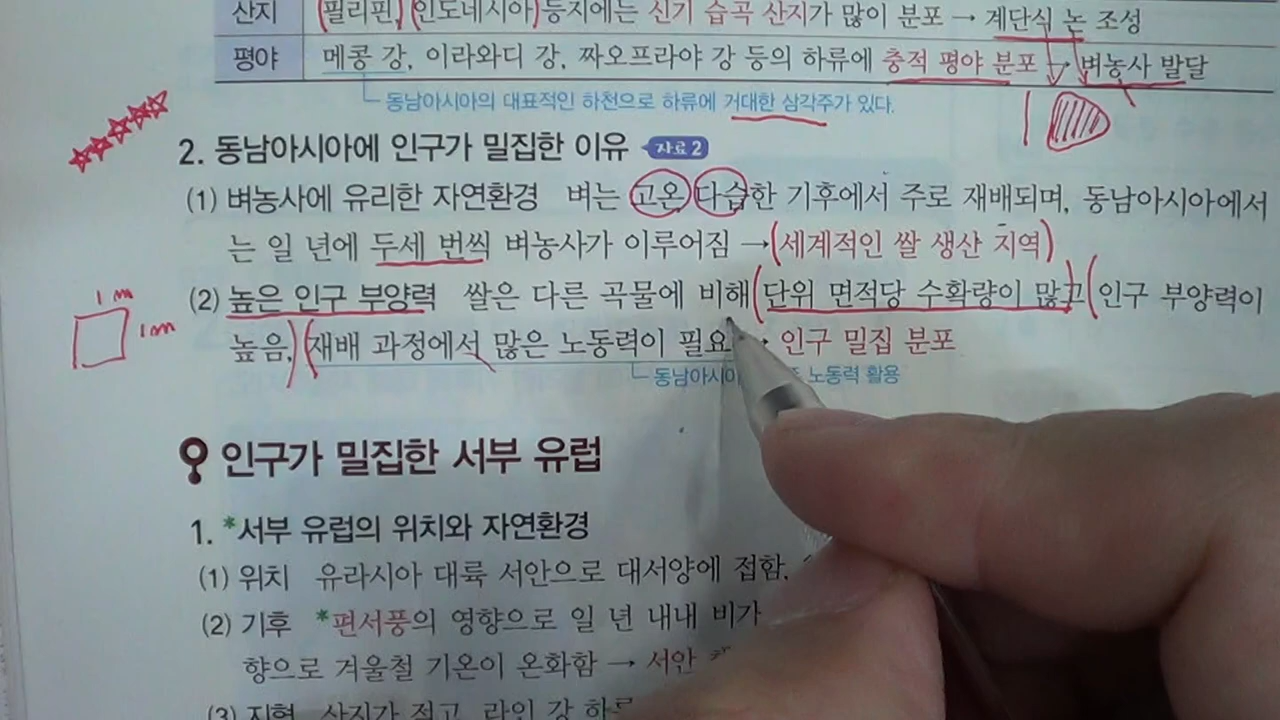 산지 필리핀, 인도네시아 등지에는 신기 습곡 산지가 많이 분포 → 계단식 논 조성
평야 메콩 강, 이라와디 강, 짜오프라야 강 등의 하류에 충적 평야 분포 → 벼농사 발달
동남아시아의 대표적인 하천으로 하류에 거대한 삼각주가 있다.
2. 동남아시아에 인구가 밀집한 이유 자료 2
(1) 벼농사에 유리한 자연환경 벼는 고온 다습한 기후에서 주로 재배되며, 동남아시아에서
는 일 년에 두세 번씩 벼농사가 이루어짐 → 세계적인 쌀 생산 지역
1m
(2) 높은 인구 부양력 쌀은 다른 곡물에 비해 단위 면적당 수확량이 많고 인구 부양력이
1m
높음, 재배 과정에서 많은 노동력이 필요 → 인구 밀집 분포
노동력 활용
인구가 밀집한 서부 유럽
1. *서부 유럽의 위치와 자연환경
(1) 위치 유라시아 대륙 서안으로 대서양에 접함.
(2) 기후 *편서풍의 영향으로 일 년 내내 비가
향으로 겨울철 기온이 온화함 → 서안
(3) 지형 산지가 적고, 라인 강